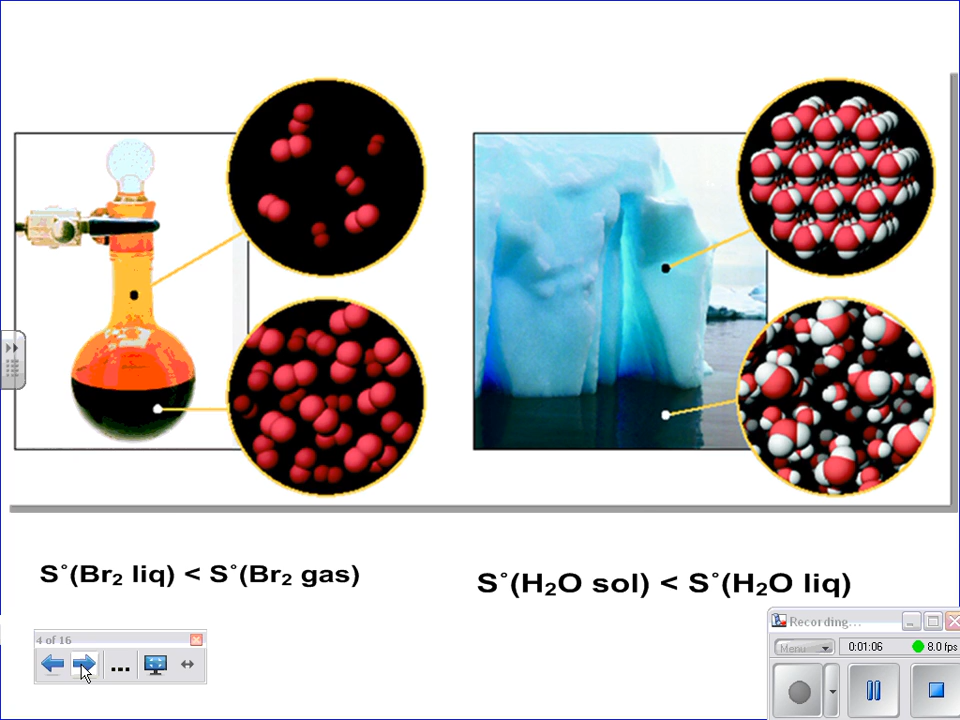 S°(Br₂ liq) < S°(Br₂ gas)
S°(H₂O sol) < S°(H₂O liq)
4 of 16
Recording...
Menu
0:01:06
8.0 fps